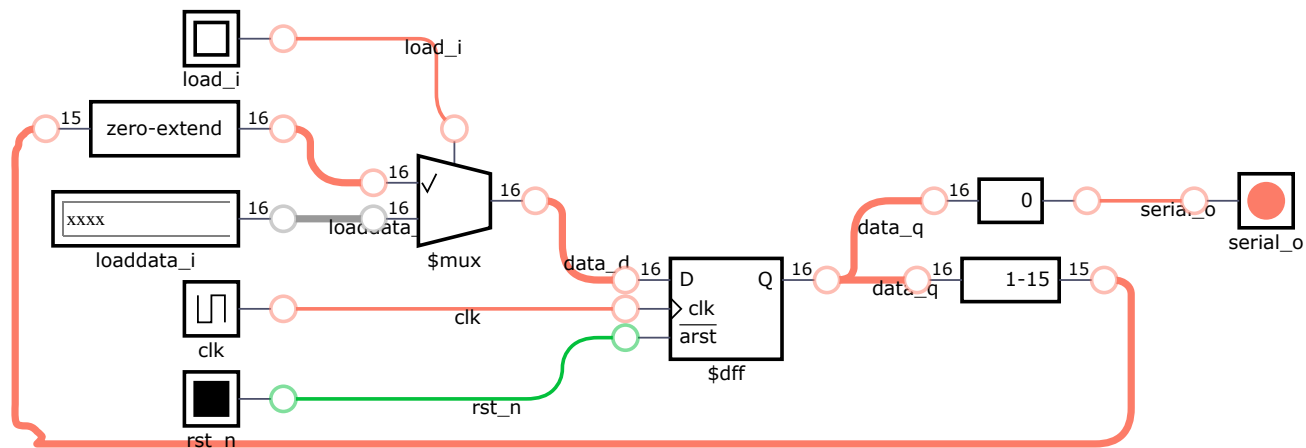 load_i
load_i
15
zero-extend
16
16
16
16
xxxx
16
loaddata_i
loaddata_
$mux
data_d
16
D
Q
16
clk
arst
$dff
clk
clk
rst_n
rst_n
data_q
16
0
serial_o
serial_o
data_q
16
1-15
15